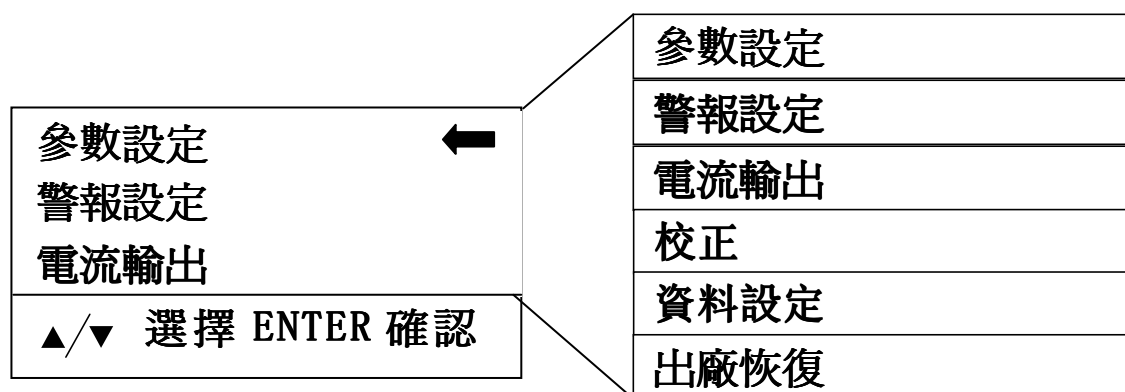 參數設定
警報設定
電流輸出
▲/▼ 選擇 ENTER 確認
參數設定
警報設定
電流輸出
校正
資料設定
出廠恢復